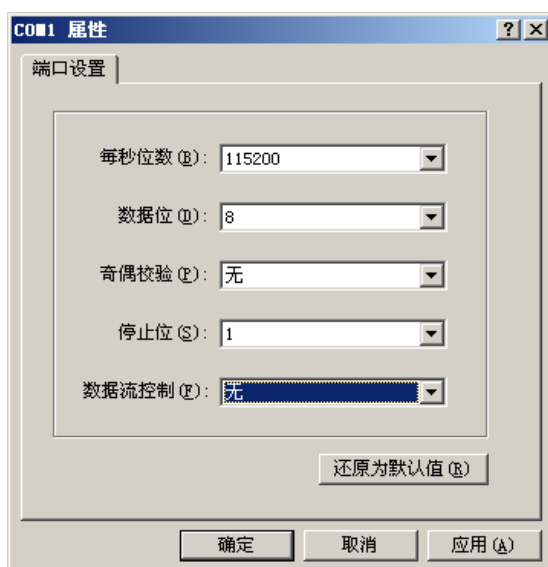 COM1 属性
端口设置
每秒位数(B): 115200
数据位(D): 8
奇偶校验(P): 无
停止位(S): 1
数据流控制(F): 无
还原为默认值(R)
确定 取消 应用(A)